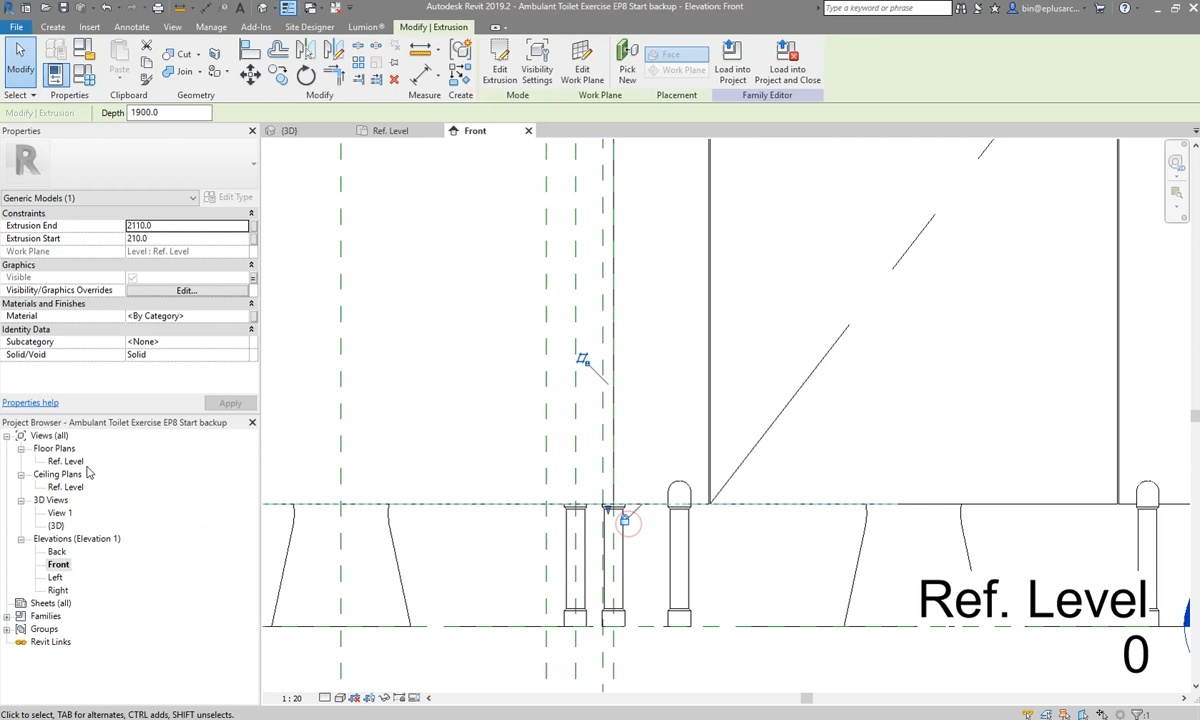 Autodesk Revit 2019.2 - Ambulant Toilet Exercise EP8 Start backup - Elevation: Front
Type a keyword or phrase
bin@eplusarc...
File Create Insert Annotate View Manage Add-Ins Site Designer Lumion® Modify | Extrusion
Modify
Paste
Cut
Join
Edit Extrusion
Visibility Settings
Edit Work Plane
Pick New
Face
Work Plane
Load into Project
Load into Project and Close
Select Properties Clipboard Geometry Modify Measure Create Mode Work Plane Placement Family Editor
Modify | Extrusion Depth 1900.0
Properties
{3D} Ref. Level Front
Generic Models (1) Edit Type
Constraints
Extrusion End 2110.0
Extrusion Start 210.0
Work Plane Level : Ref. Level
Graphics
Visible
Visibility/Graphics Overrides Edit...
Materials and Finishes
Material <By Category>
Identity Data
Subcategory <None>
Solid/Void Solid
Properties help Apply
Project Browser - Ambulant Toilet Exercise EP8 Start backup
Views (all)
Floor Plans
Ref. Level
Ceiling Plans
Ref. Level
3D Views
View 1
{3D}
Elevations (Elevation 1)
Back
Front
Left
Right
Sheets (all)
Families
Groups
Revit Links
Ref. Level
0
1 : 20
Click to select, TAB for alternates, CTRL adds, SHIFT unselects.
:1